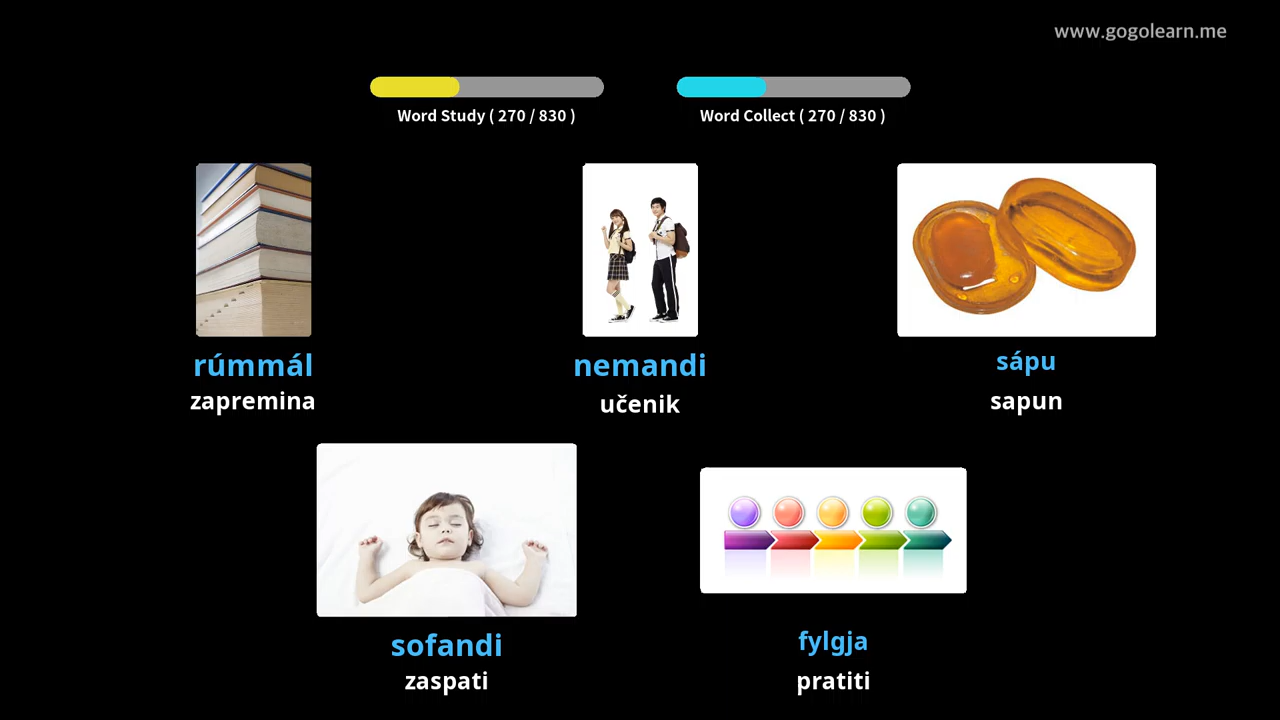 www.gogolearn.me
Word Study ( 270 / 830 )
Word Collect ( 270 / 830 )
rúmmál
zapremina
nemandi
učenik
sápu
sapun
sofandi
zaspati
fylgja
pratiti